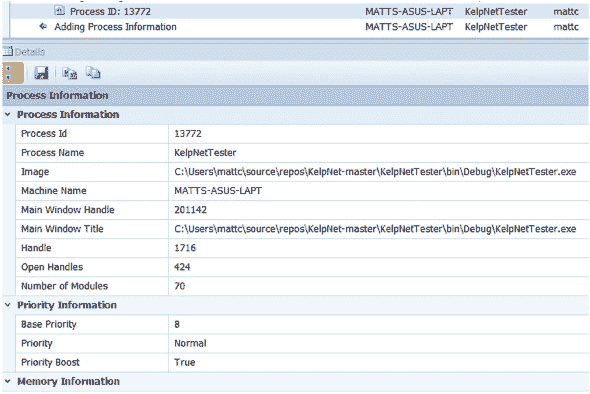 Process ID: 13772 MATTS-ASUS-LAPT KelpNetTester mattc
Adding Process Information MATTS-ASUS-LAPT KelpNetTester mattc
Details
Process Information
Process Information
Process Id 13772
Process Name KelpNetTester
Image C:\Users\mattc\source\repos\KelpNet-master\KelpNetTester\bin\Debug\KelpNetTester.exe
Machine Name MATTS-ASUS-LAPT
Main Window Handle 201142
Main Window Title C:\Users\mattc\source\repos\KelpNet-master\KelpNetTester\bin\Debug\KelpNetTester.exe
Handle 1716
Open Handles 424
Number of Modules 70
Priority Information
Base Priority 8
Priority Normal
Priority Boost True
Memory Information